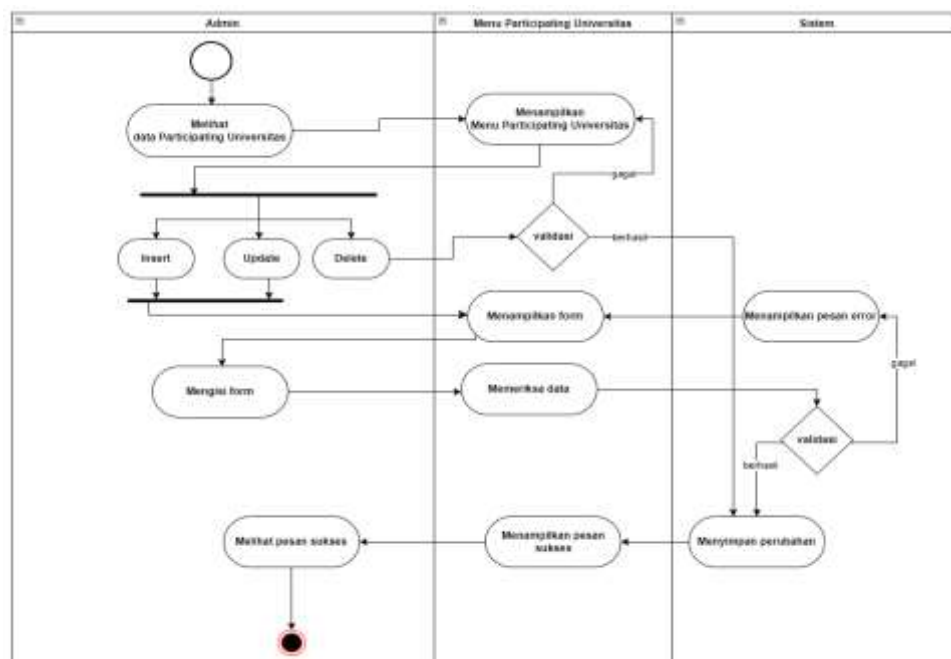 Admin
Menu Participating Universitas
Sistem
Melihat
data Participating Universitas
Menampilkan
Menu Participating Universitas
gagal
validasi
berhasil
Insert
Update
Delete
Menampilkan form
Menampilkan pesan error
gagal
Mengisi form
Memeriksa data
validasi
berhasil
Melihat pesan sukses
Menampilkan pesan
sukses
Menyimpan perubahan